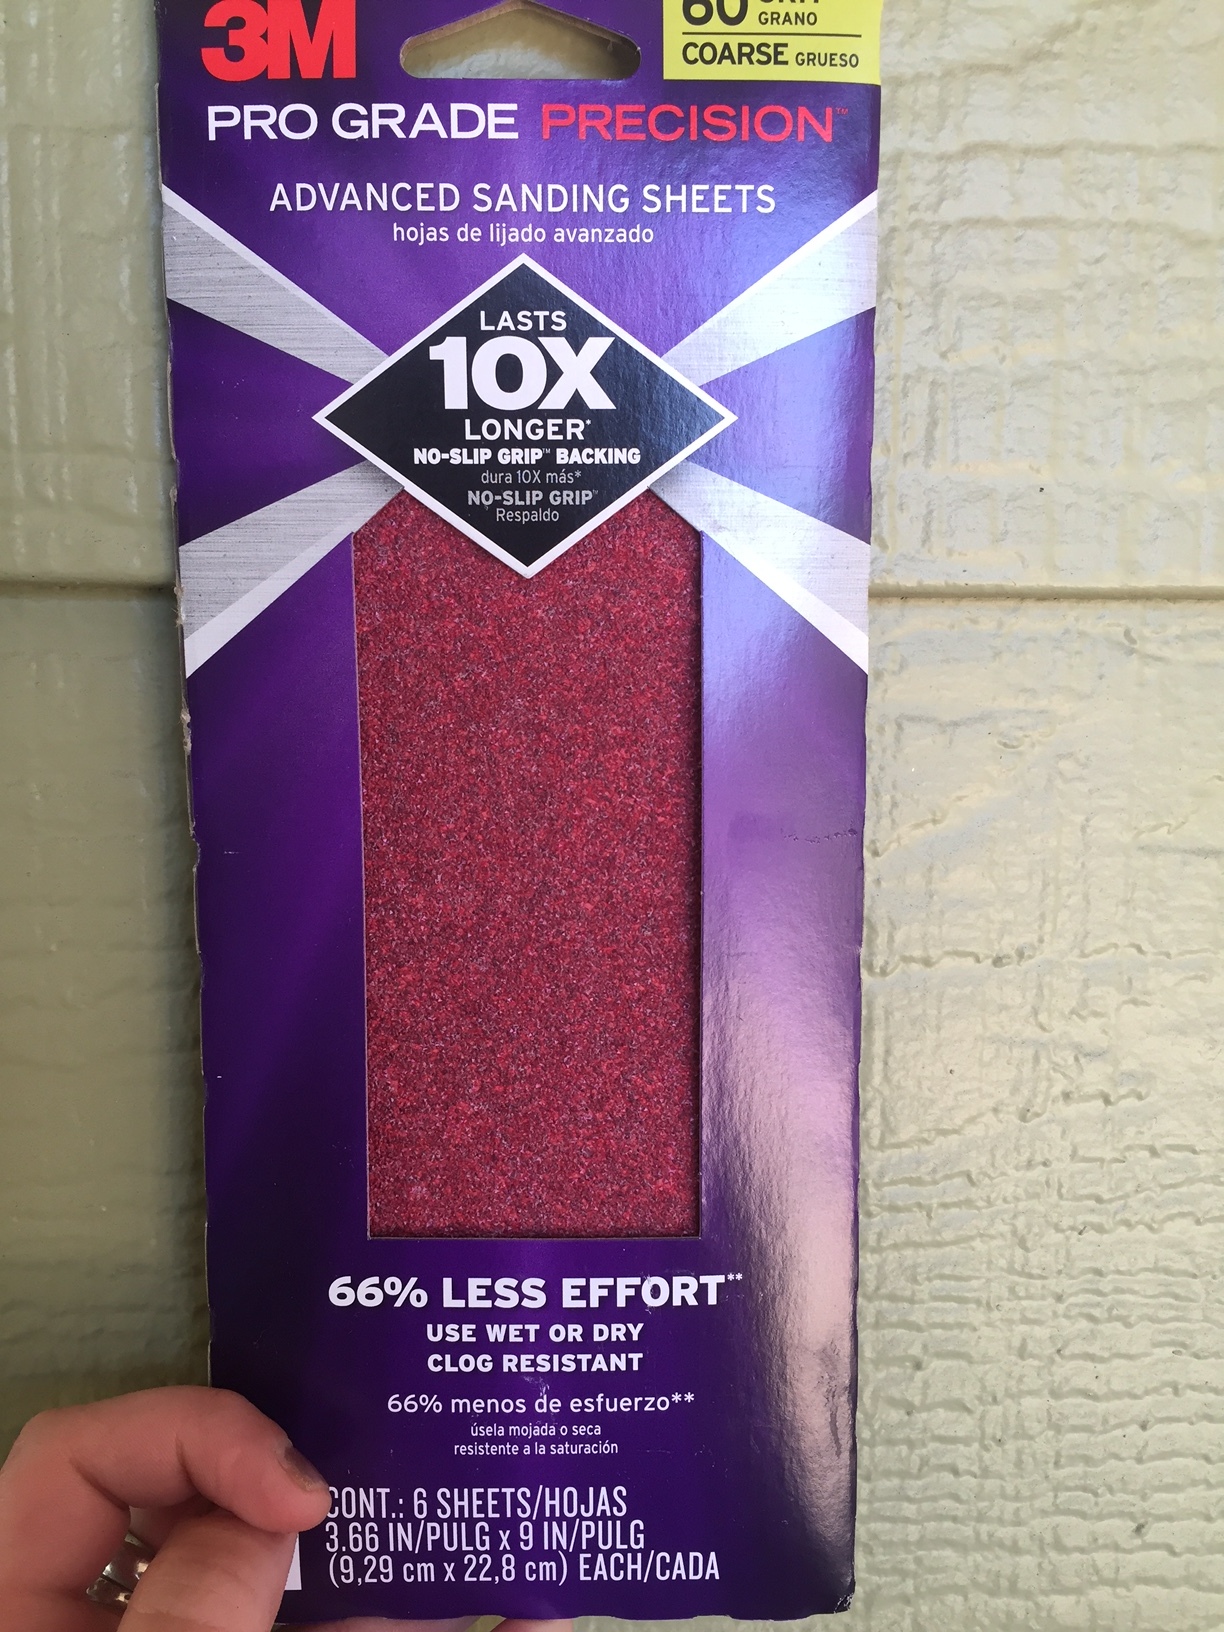 3M
60 GRIT
GRANO
COARSE GRUESO
PRO GRADE PRECISION™
ADVANCED SANDING SHEETS
hojas de lijado avanzado
LASTS
10X
LONGER*
NO-SLIP GRIP™ BACKING
dura 10X más*
NO-SLIP GRIP™
Respaldo
66% LESS EFFORT**
USE WET OR DRY
CLOG RESISTANT
66% menos de esfuerzo**
úsela mojada o seca
resistente a la saturación
CONT.: 6 SHEETS/HOJAS
3.66 IN/PULG x 9 IN/PULG
(9,29 cm x 22,8 cm) EACH/CADA